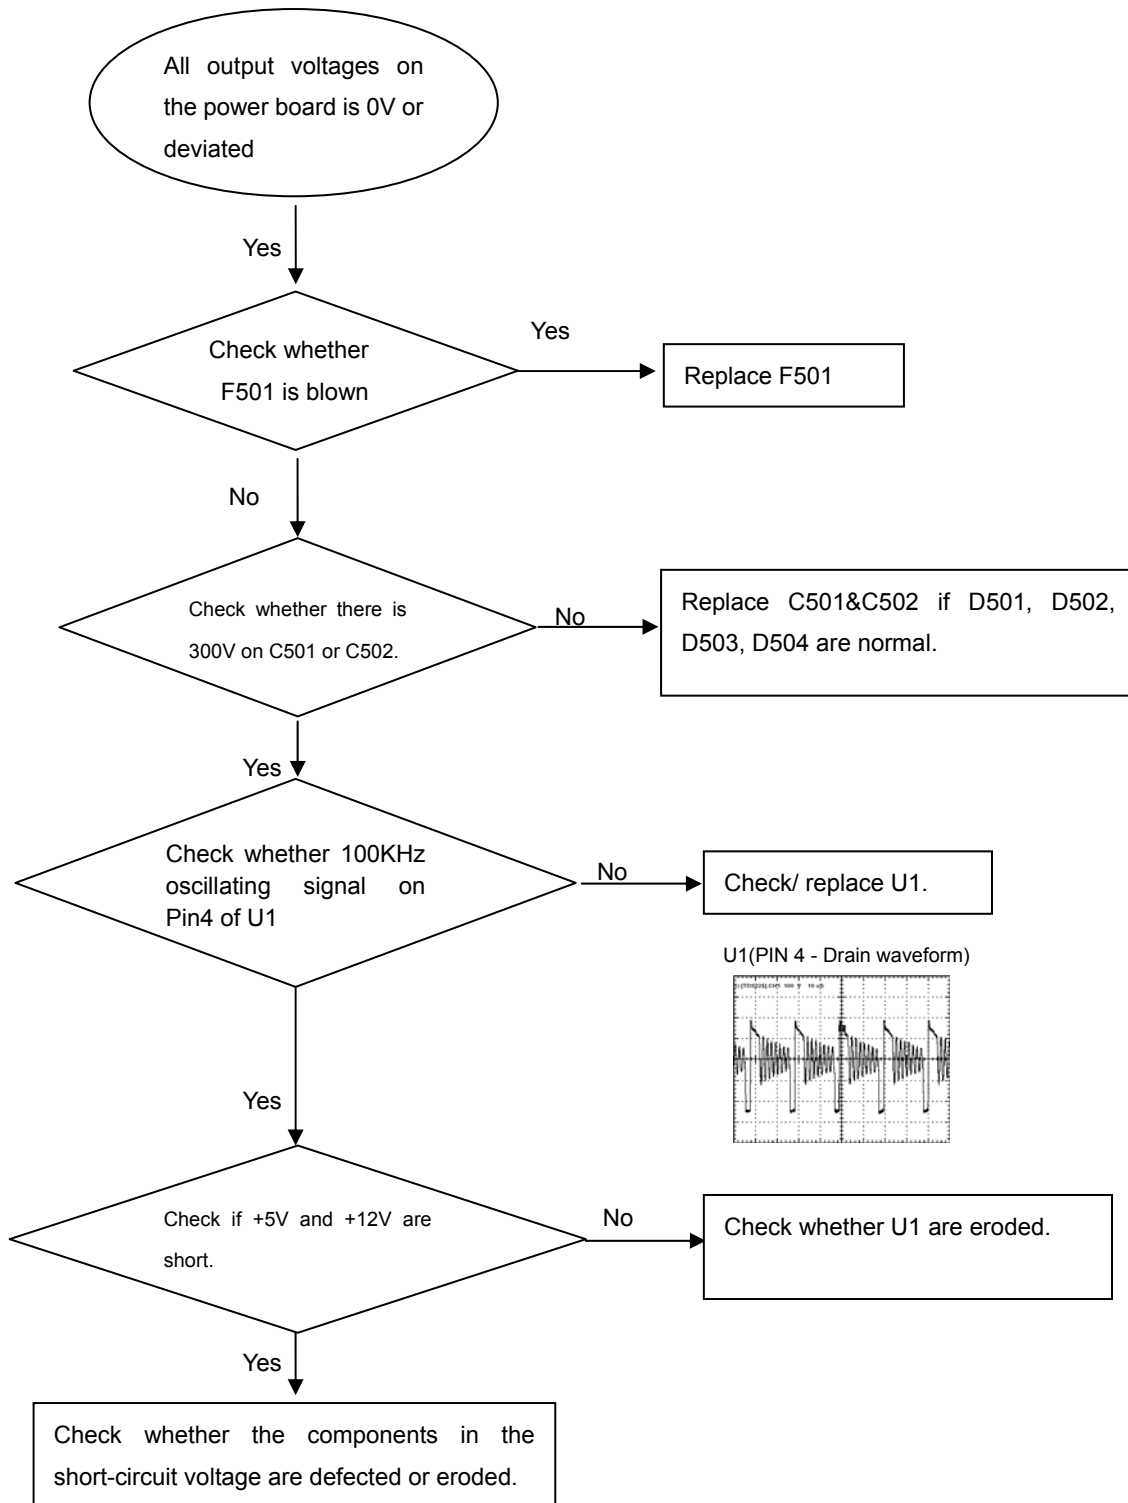 All output voltages on
the power board is 0V or
deviated
Yes
Check whether
F501 is blown
Yes
Replace F501
No
Check whether there is
300V on C501 or C502.
No
Replace C501&C502 if D501, D502,
D503, D504 are normal.
Yes
Check whether 100KHz
oscillating signal on
Pin4 of U1
No
Check/ replace U1.
U1(PIN 4 - Drain waveform)
Yes
Check if +5V and +12V are
short.
No
Check whether U1 are eroded.
Yes
Check whether the components in the
short-circuit voltage are defected or eroded.